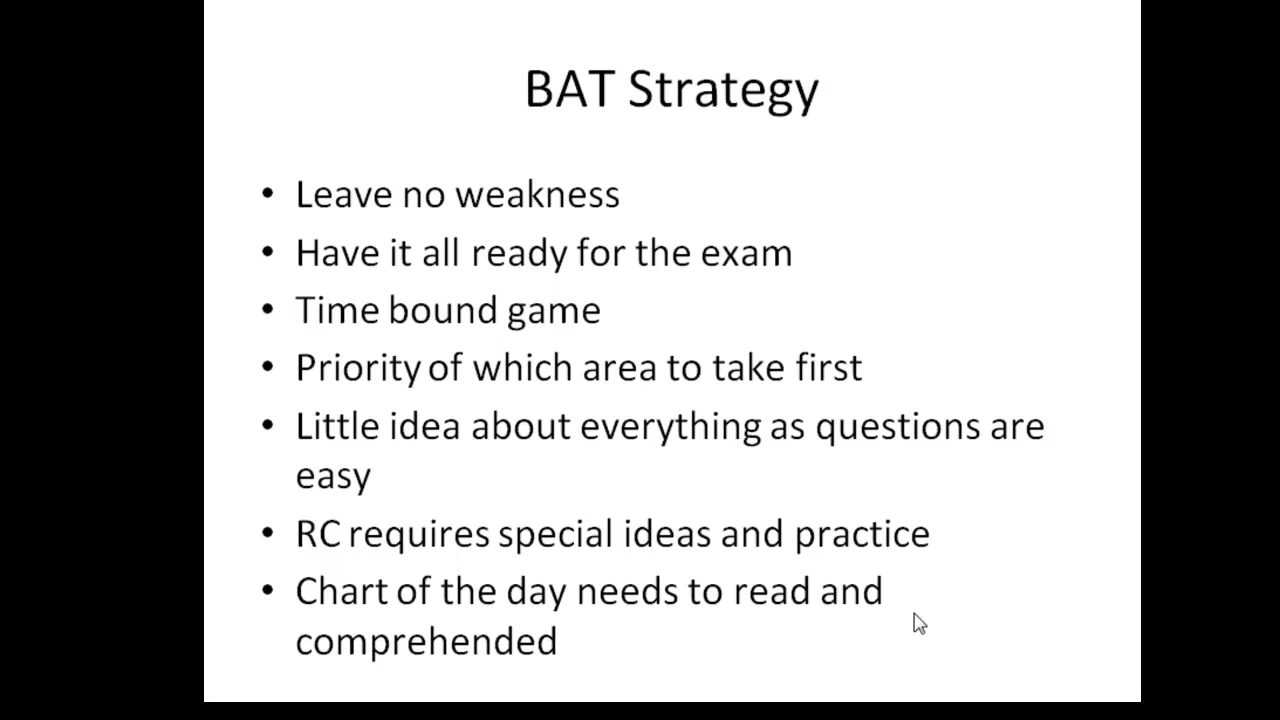 BAT Strategy
• Leave no weakness
• Have it all ready for the exam
• Time bound game
• Priority of which area to take first
• Little idea about everything as questions are
easy
• RC requires special ideas and practice
• Chart of the day needs to read and
comprehended